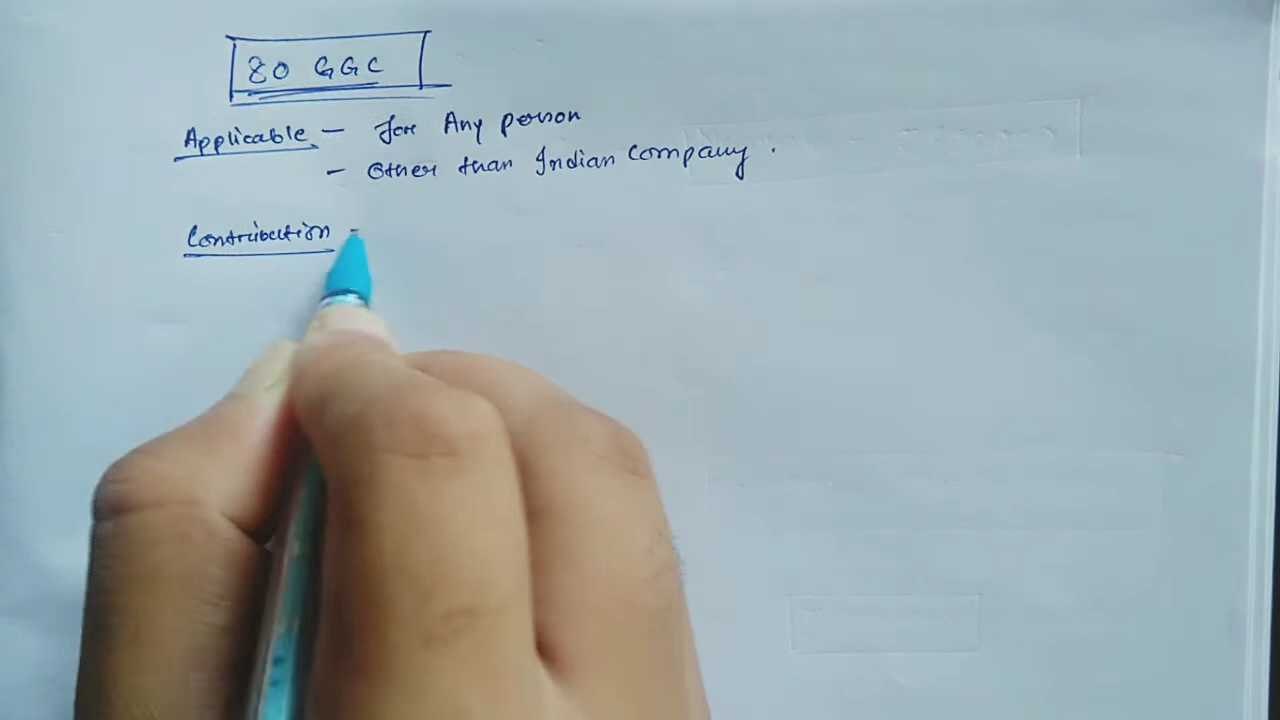 80 GGC
Applicable - for Any person
- Other than Indian Company.
Contribution -